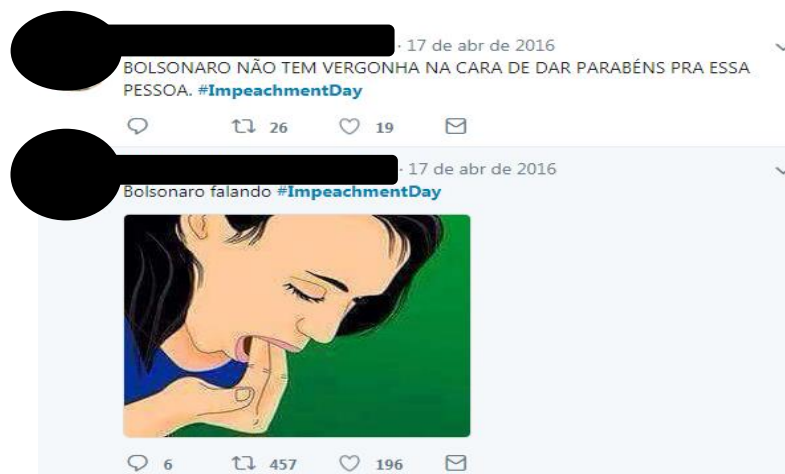 · 17 de abr de 2016
BOLSONARO NÃO TEM VERGONHA NA CARA DE DAR PARABÉNS PRA ESSA
PESSOA. #ImpeachmentDay
26 19
· 17 de abr de 2016
Bolsonaro falando #ImpeachmentDay
6 457 196